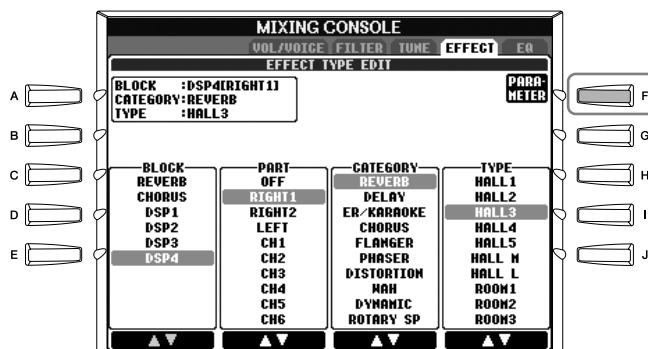 MIXING CONSOLE
VOL/VOICE FILTER TUNE EFFECT EQ
EFFECT TYPE EDIT
BLOCK :DSP4[RIGHT1]
CATEGORY:REVERB
TYPE :HALL3
PARA-
METER
A
B
C
D
E
F
G
H
I
J
BLOCK
REVERB
CHORUS
DSP1
DSP2
DSP3
DSP4
PART
OFF
RIGHT1
RIGHT2
LEFT
CH1
CH2
CH3
CH4
CH5
CH6
CATEGORY
REVERB
DELAY
ER/KARAOKE
CHORUS
FLANGER
PHASER
DISTORTION
WAH
DYNAMIC
ROTARY SP
TYPE
HALL1
HALL2
HALL3
HALL4
HALL5
HALL M
HALL L
ROOM1
ROOM2
ROOM3